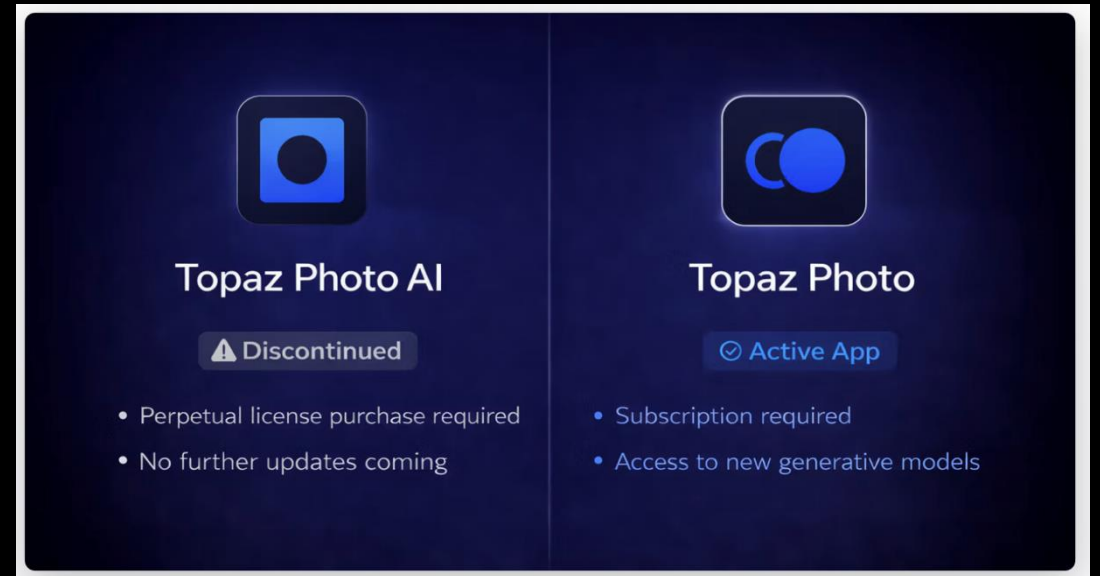 Topaz Photo AI
Discontinued
• Perpetual license purchase required
• No further updates coming
Topaz Photo
Active App
• Subscription required
• Access to new generative models